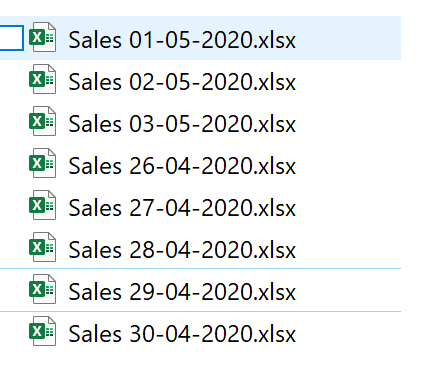 Sales 01-05-2020.xlsx
Sales 02-05-2020.xlsx
Sales 03-05-2020.xlsx
Sales 26-04-2020.xlsx
Sales 27-04-2020.xlsx
Sales 28-04-2020.xlsx
Sales 29-04-2020.xlsx
Sales 30-04-2020.xlsx